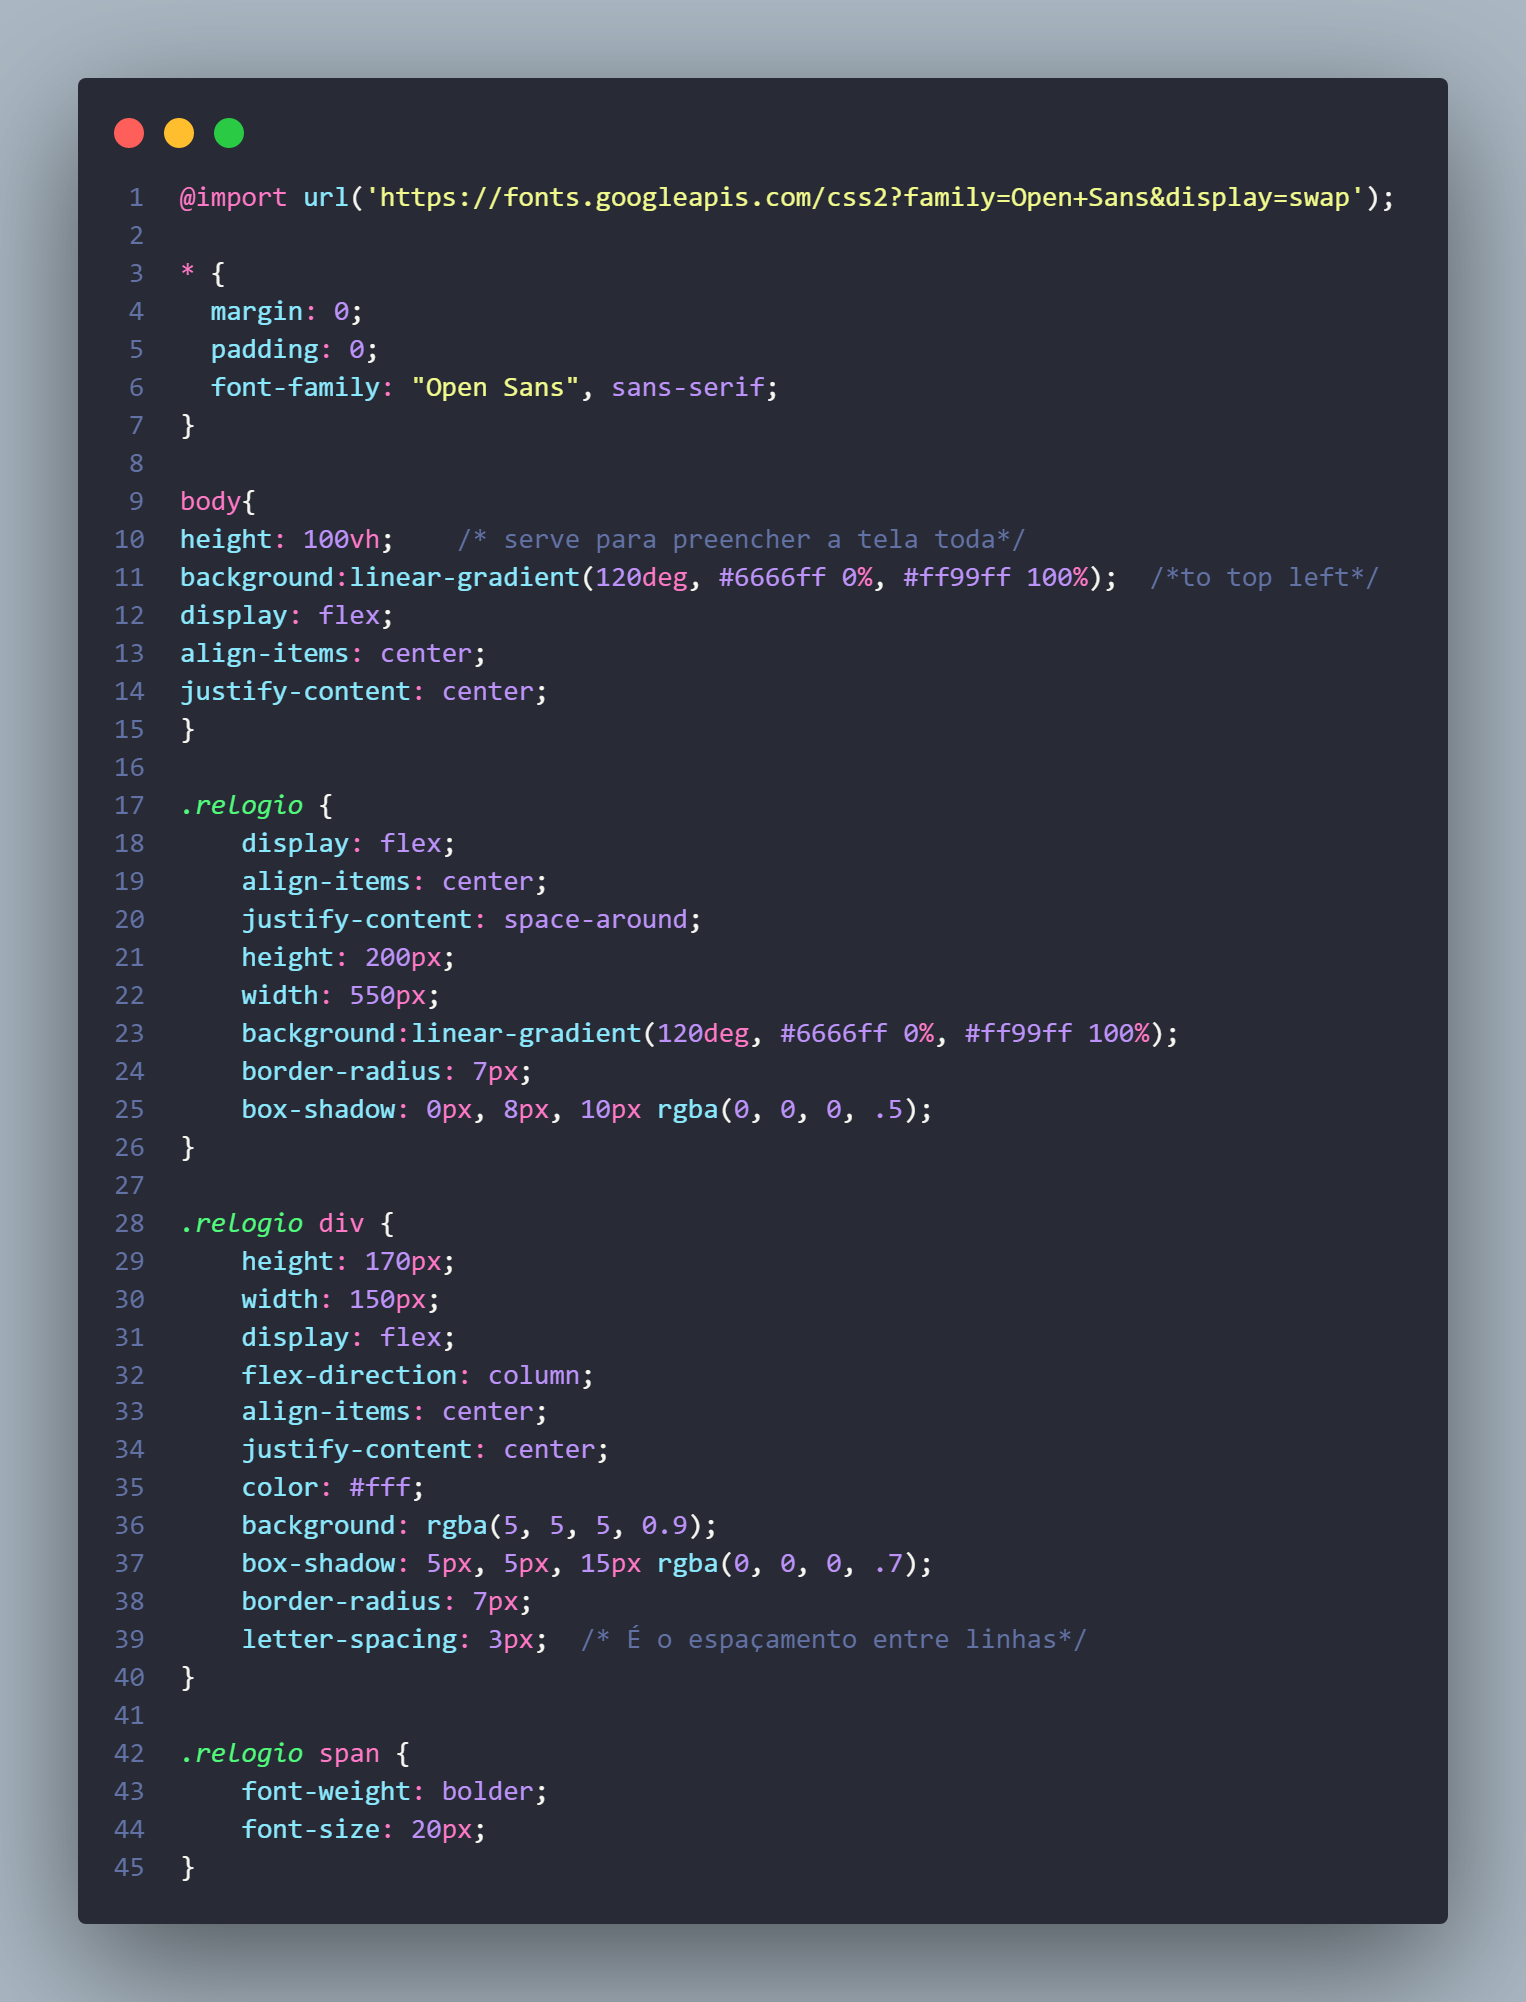 1 @import url('https://fonts.googleapis.com/css2?family=Open+Sans&display=swap');
2
3 * {
4   margin: 0;
5   padding: 0;
6   font-family: "Open Sans", sans-serif;
7 }
8
9 body{
10 height: 100vh;    /* serve para preencher a tela toda*/
11 background:linear-gradient(120deg, #6666ff 0%, #ff99ff 100%);  /*to top left*/
12 display: flex;
13 align-items: center;
14 justify-content: center;
15 }
16
17 .relogio {
18     display: flex;
19     align-items: center;
20     justify-content: space-around;
21     height: 200px;
22     width: 550px;
23     background:linear-gradient(120deg, #6666ff 0%, #ff99ff 100%);
24     border-radius: 7px;
25     box-shadow: 0px, 8px, 10px rgba(0, 0, 0, .5);
26 }
27
28 .relogio div {
29     height: 170px;
30     width: 150px;
31     display: flex;
32     flex-direction: column;
33     align-items: center;
34     justify-content: center;
35     color: #fff;
36     background: rgba(5, 5, 5, 0.9);
37     box-shadow: 5px, 5px, 15px rgba(0, 0, 0, .7);
38     border-radius: 7px;
39     letter-spacing: 3px;  /* É o espaçamento entre linhas*/
40 }
41
42 .relogio span {
43     font-weight: bolder;
44     font-size: 20px;
45 }